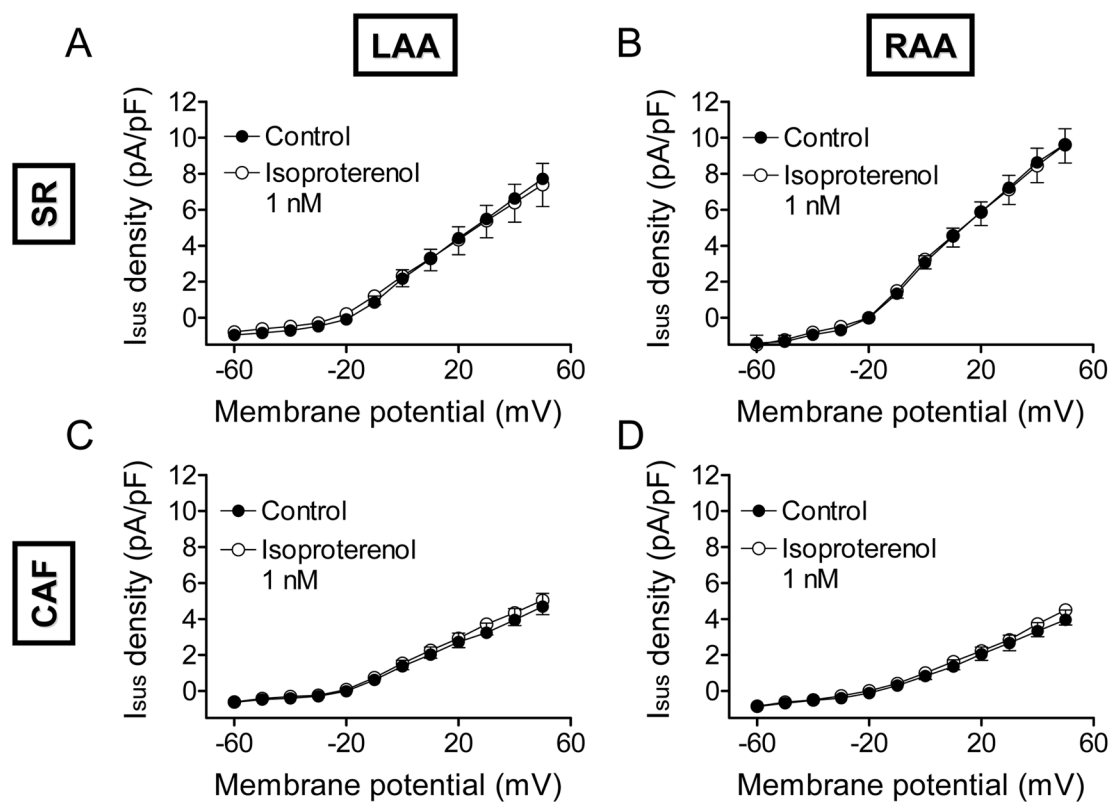 A
LAA
B
RAA
SR
CAF
Isus density (pA/pF)
12
10
8
6
4
2
0
Control
Isoproterenol
1 nM
-60
-20
20
60
Membrane potential (mV)
Isus density (pA/pF)
12
10
8
6
4
2
0
Control
Isoproterenol
1 nM
-60
-20
20
60
Membrane potential (mV)
C
Isus density (pA/pF)
12
10
8
6
4
2
0
Control
Isoproterenol
1 nM
-60
-20
20
60
Membrane potential (mV)
D
Isus density (pA/pF)
12
10
8
6
4
2
0
Control
Isoproterenol
1 nM
-60
-20
20
60
Membrane potential (mV)